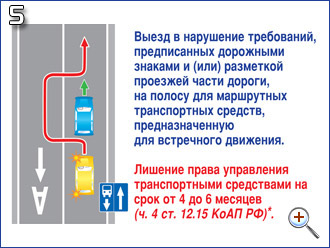 5
Выезд в нарушение требований,
предписанных дорожными
знаками и (или) разметкой
проезжей части дороги,
на полосу для маршрутных
транспортных средств,
предназначенную
для встречного движения.
Лишение права управления
транспортными средствами на
срок от 4 до 6 месяцев
(ч. 4 ст. 12.15 КоАП РФ)*.
А